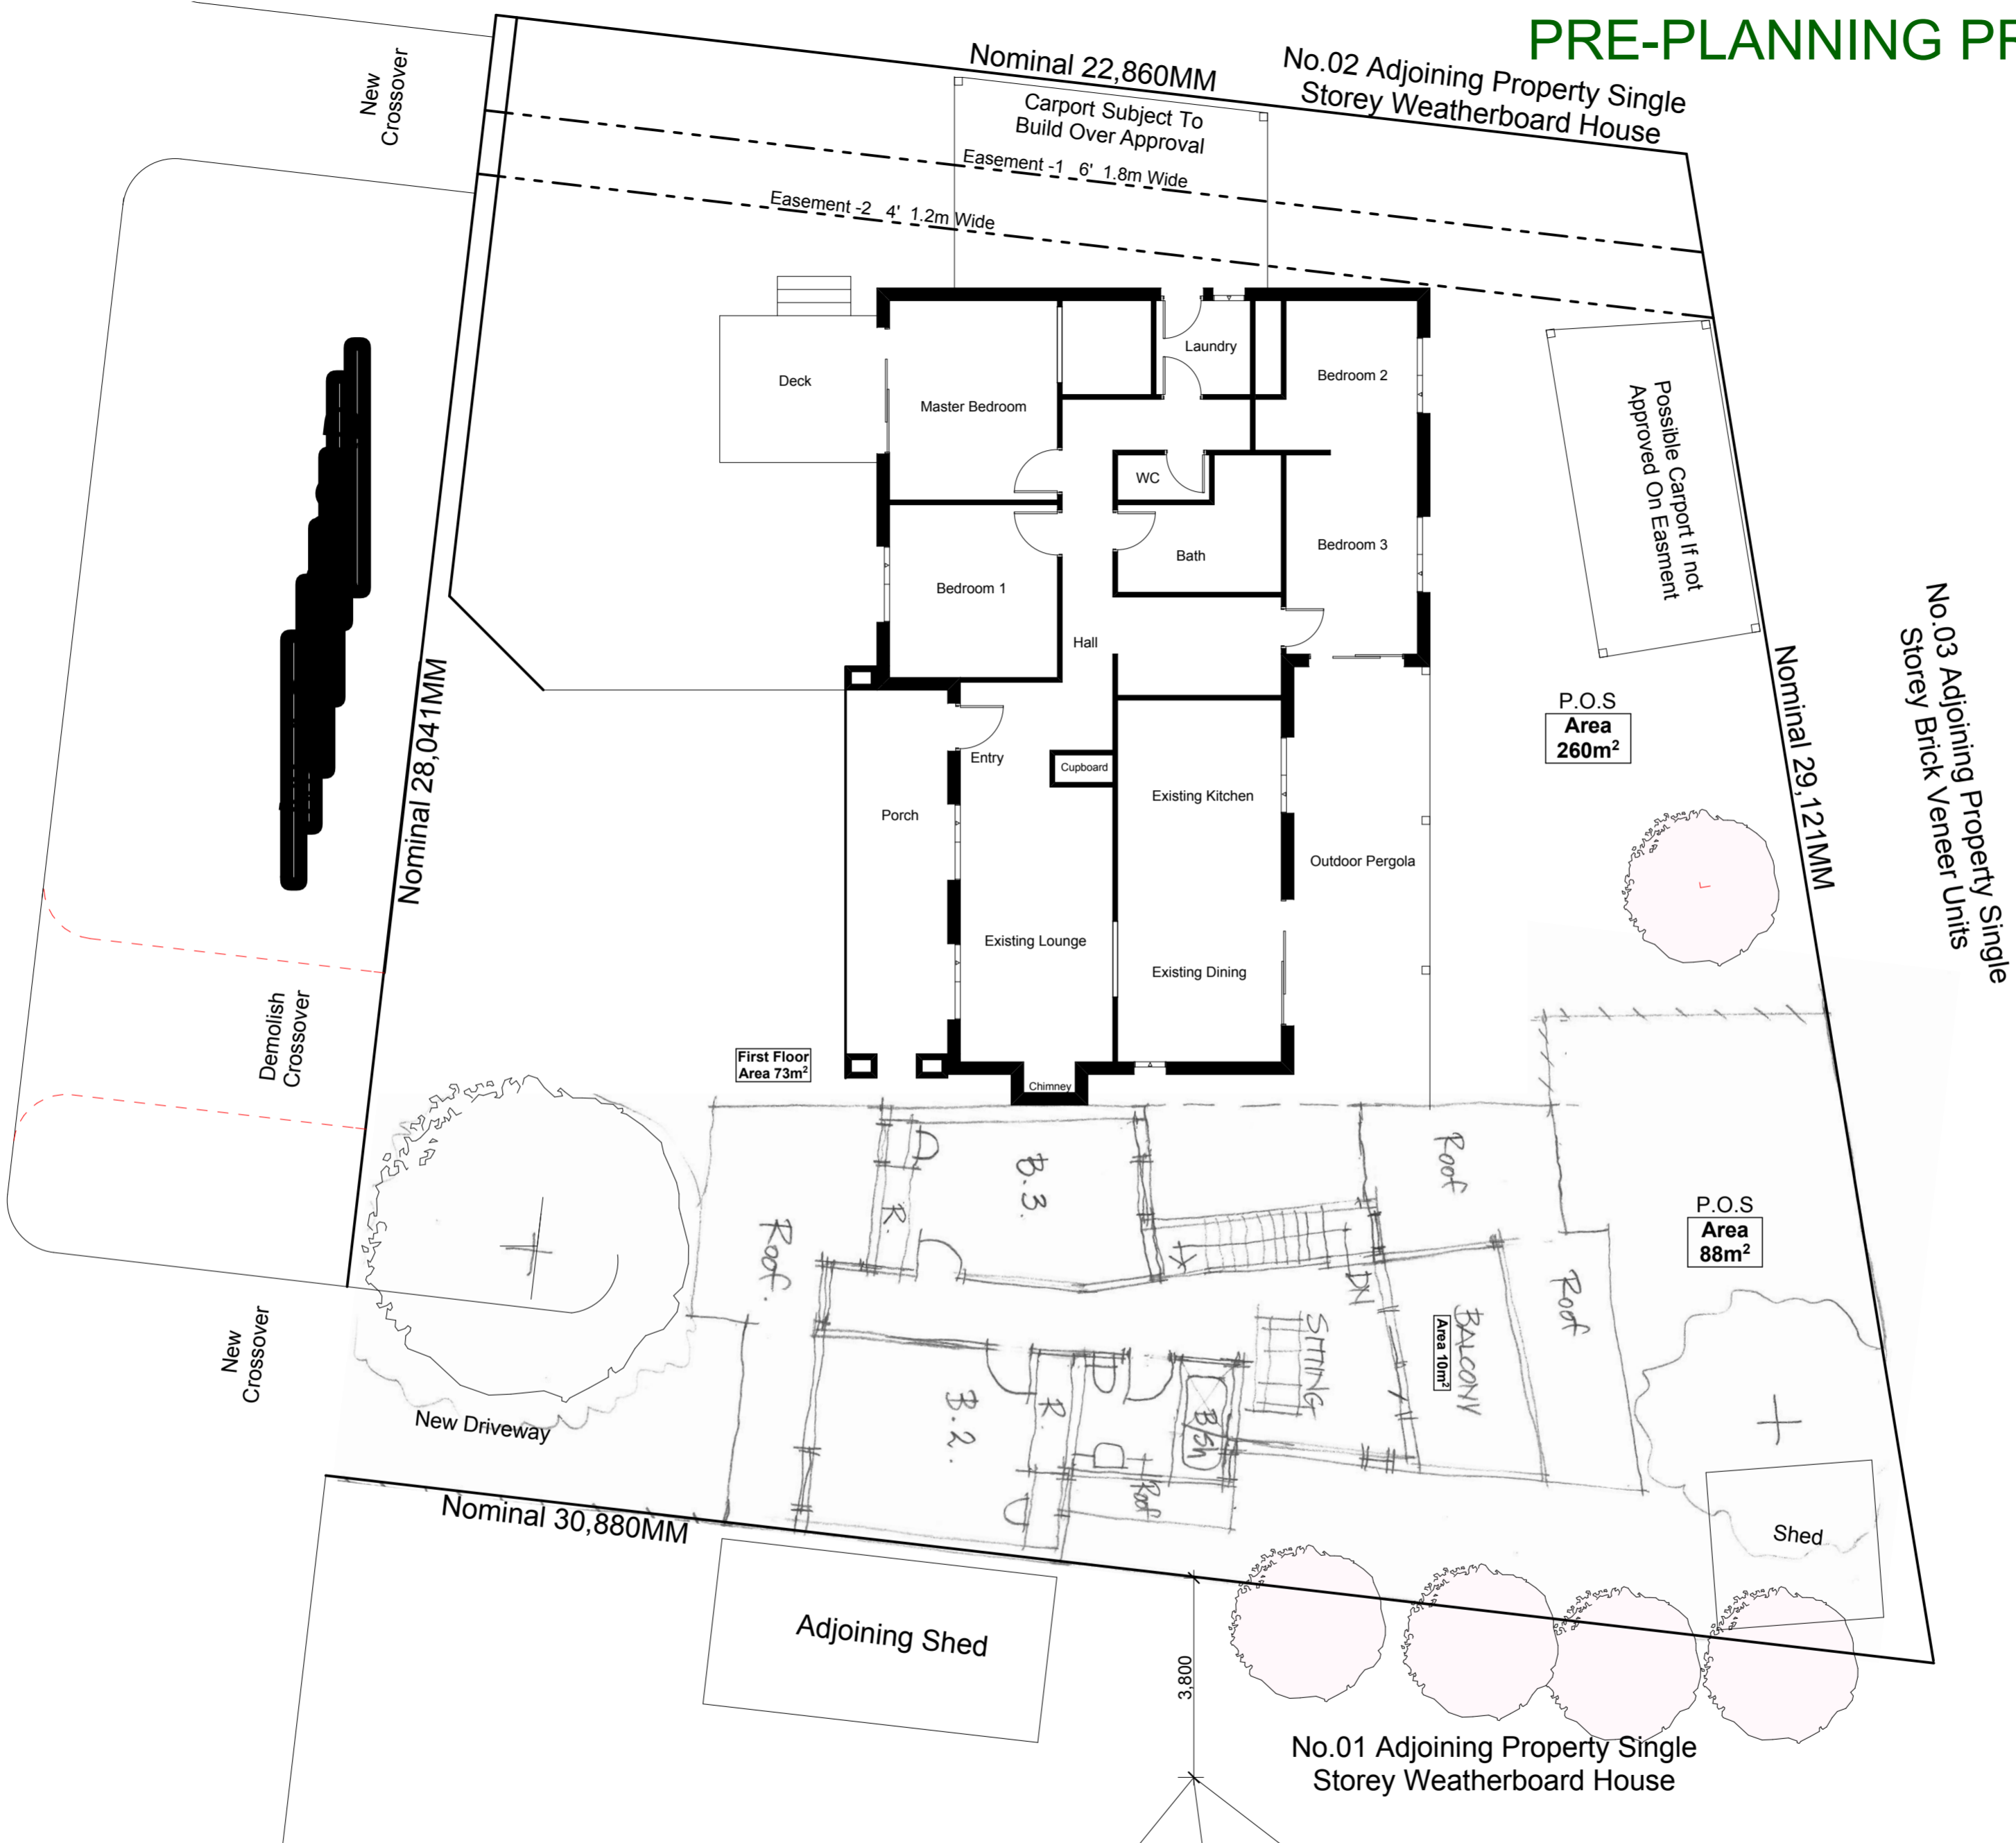 PRE-PLANNING PR
Nominal 22,860MM
No.02 Adjoining Property Single
Storey Weatherboard House
New
Crossover
Carport Subject To
Build Over Approval
Easement -1 6' 1.8m Wide
Easement -2 4' 1.2m Wide
Deck
Master Bedroom
Laundry
Bedroom 2
Possible Carport If not
Approved On Easment
WC
Bath
Bedroom 3
Bedroom 1
Hall
No.03 Adjoining Property Single
Storey Brick Veneer Units
Nominal 28,041MM
Nominal 29,121MM
P.O.S
Area
260m²
Entry
Cupboard
Porch
Existing Kitchen
Outdoor Pergola
Existing Lounge
Existing Dining
Demolish
Crossover
First Floor
Area 73m²
Chimney
B.3.
R.
Roof.
Roof
P.O.S
Area
88m²
DN
Roof
SITTING
BALCONY
Area 10m²
New
Crossover
New Driveway
B.2.
R.
B/Sh
Roof
Nominal 30,880MM
Shed
Adjoining Shed
3,800
No.01 Adjoining Property Single
Storey Weatherboard House